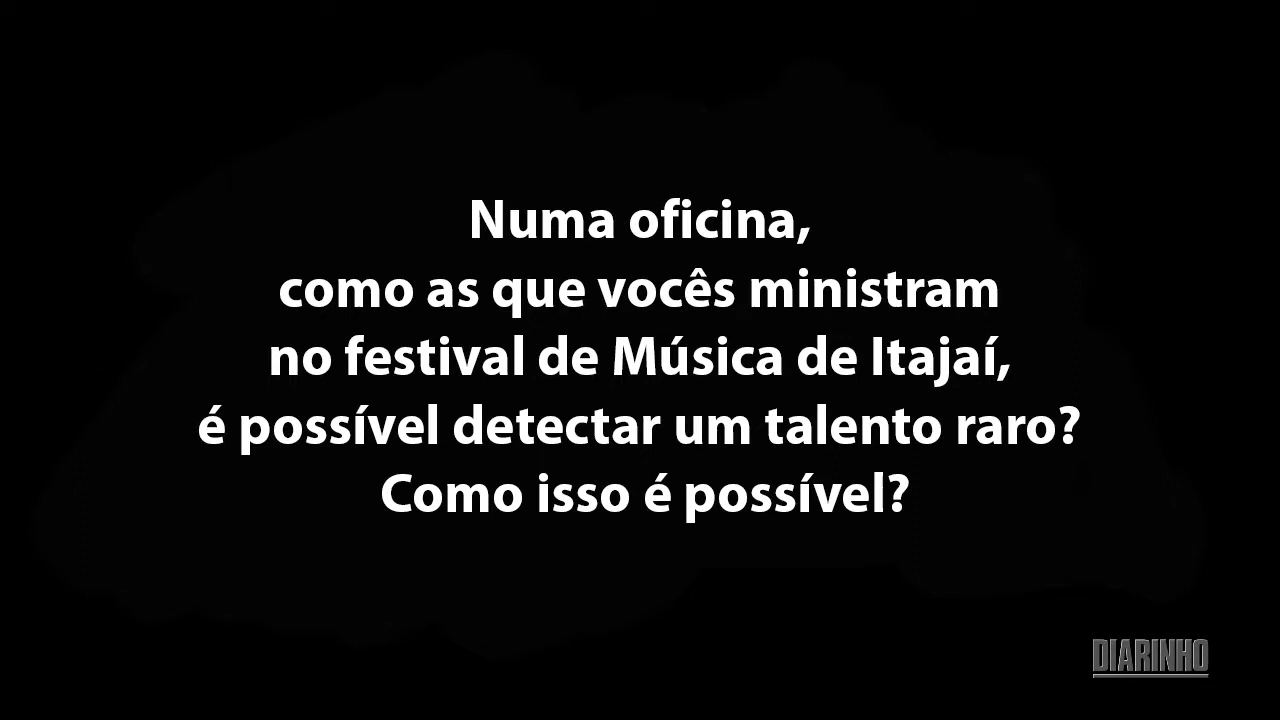 Numa oficina,
como as que vocês ministram
no festival de Música de Itajaí,
é possível detectar um talento raro?
Como isso é possível?
DIARINHO